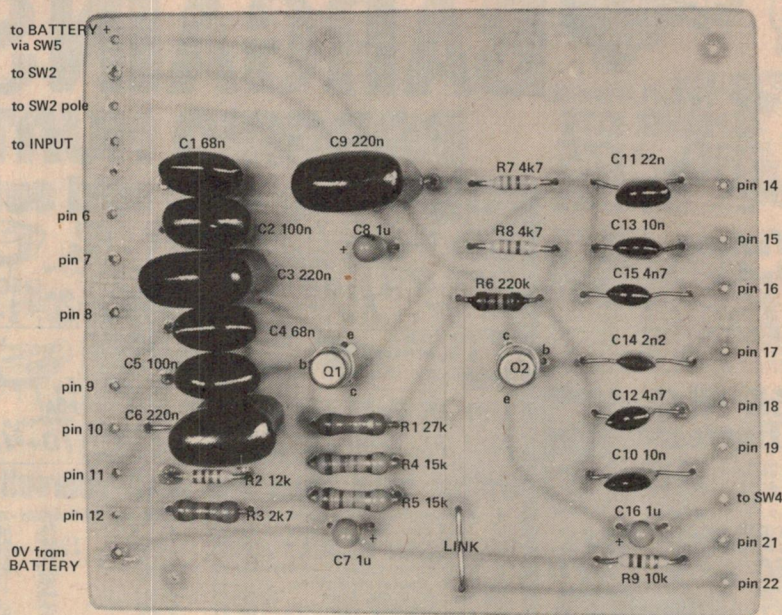 to BATTERY +
via SW5
to SW2
to SW2 pole
to INPUT
pin 6
pin 7
pin 8
pin 9
pin 10
pin 11
pin 12
0V from
BATTERY
C1 68n
C2 100n
C3 220n
C4 68n
C5 100n
C6 220n
R2 12k
R3 2k7
C9 220n
C8 1u
+
e
b
Q1
c
R1 27k
R4 15k
R5 15k
+
C7 1u
R7 4k7
R8 4k7
R6 220k
c
b
Q2
e
LINK
C11 22n
C13 10n
C15 4n7
C14 2n2
C12 4n7
C10 10n
C16 1u
+
R9 10k
pin 14
pin 15
pin 16
pin 17
pin 18
pin 19
to SW4
pin 21
pin 22